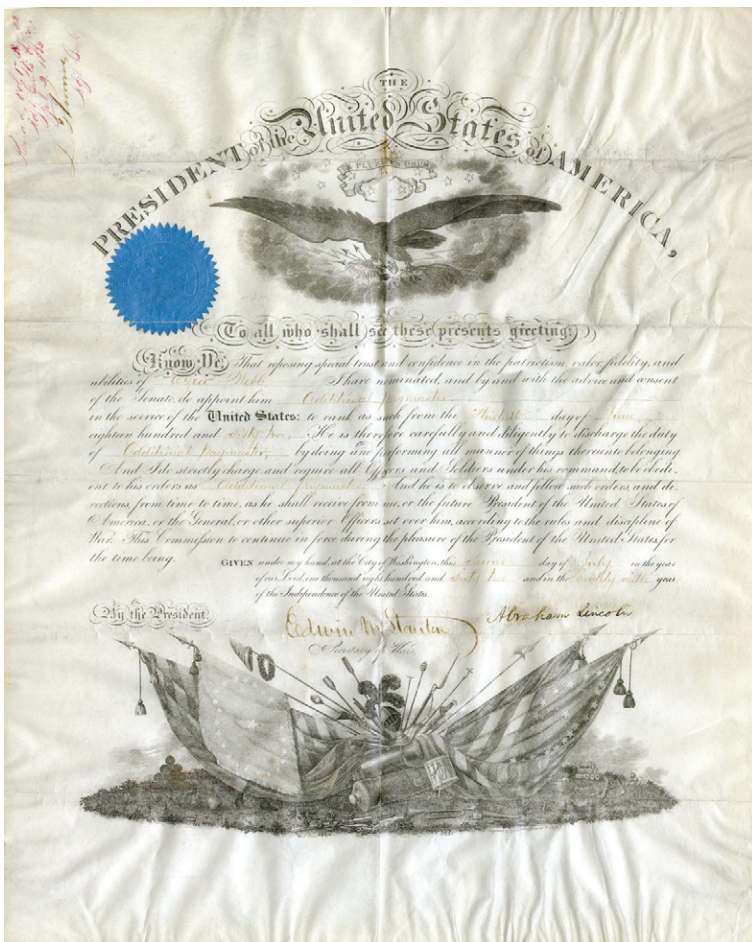 THE
PRESIDENT of the United States of AMERICA,
E PLURIBUS UNUM
To all who shall see these presents greeting:
Know Ye, That reposing special trust and confidence in the patriotism, valor, fidelity, and
abilities of Webb I have nominated, and by and with the advice and consent
of the Senate, do appoint him Additional Paymaster
in the service of the United States: to rank as such from the day of June
eighteen hundred and sixty two. He is therefore carefully and diligently to discharge the duty
of Additional Paymaster by doing and performing all manner of things thereunto belonging.
And I do strictly charge, and require all Officers and Soldiers under his command, to be obedi-
ent to his orders as Additional Paymaster. And he is to observe and follow such orders, and di-
rections, from time to time, as he shall receive from me, or the future President of the United States of
America, or the General, or other superior Officers set over him, according to the rules and discipline of
War. This Commission to continue in force during the pleasure of the President of the United States for
the time being. GIVEN under my hand, at the City of Washington, this day of July in the year
of our Lord, one thousand eight hundred and sixty two and in the eighty year
of the Independence of the United States.
By the President
Abraham Lincoln
Edwin M Stanton
Secretary of War.